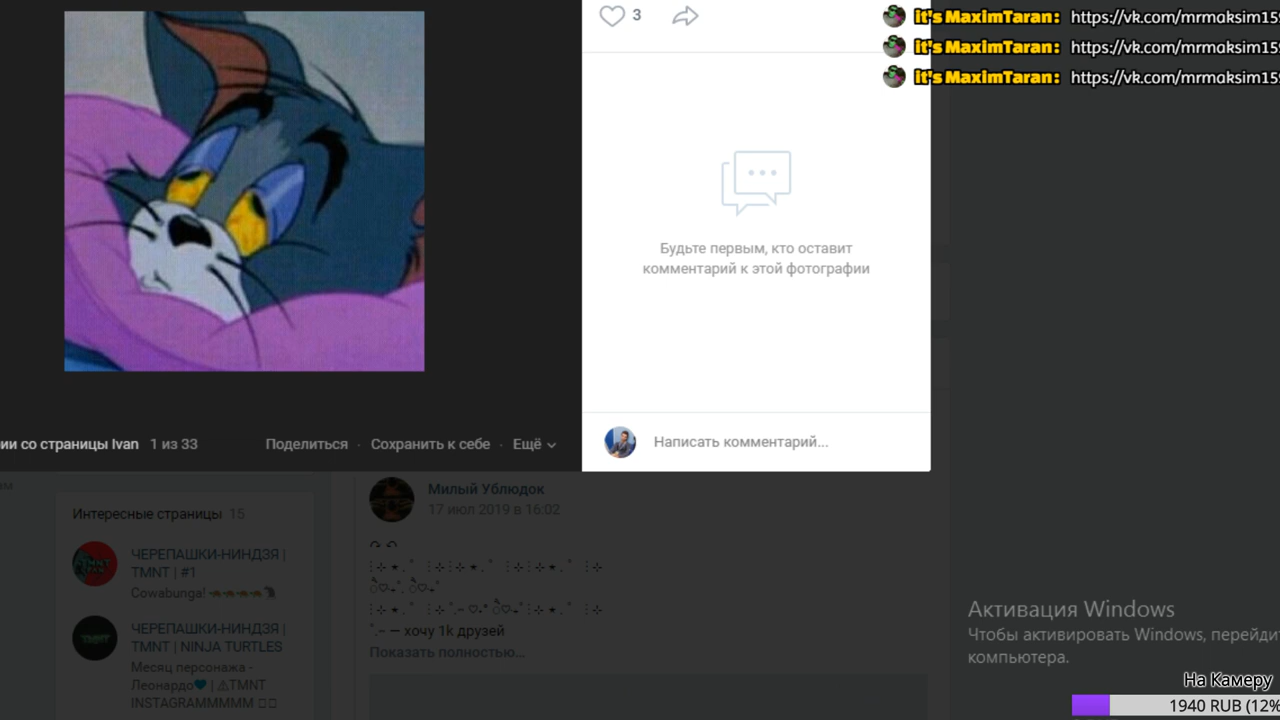 3
it's MaximTaran: https://vk.com/mrmaksim15
it's MaximTaran: https://vk.com/mrmaksim15
it's MaximTaran: https://vk.com/mrmaksim15
Будьте первым, кто оставит
комментарий к этой фотографии
ии со страницы Ivan 1 из 33 Поделиться · Сохранить к себе · Ещё
Написать комментарий...
Интересные страницы 15
ЧЕРЕПАШКИ-НИНДЗЯ |
TMNT | #1
Cowabunga!
ЧЕРЕПАШКИ-НИНДЗЯ |
TMNT | NINJA TURTLES
Месяц персонажа -
Леонардо💙 | ⚠TMNT
INSTAGRAMMMMM
Милый Ублюдок
17 июл 2019 в 16:02
— хочу 1k друзей
Показать полностью...
Активация Windows
Чтобы активировать Windows, перейди
компьютера.
На Камеру
1940 RUB (12%